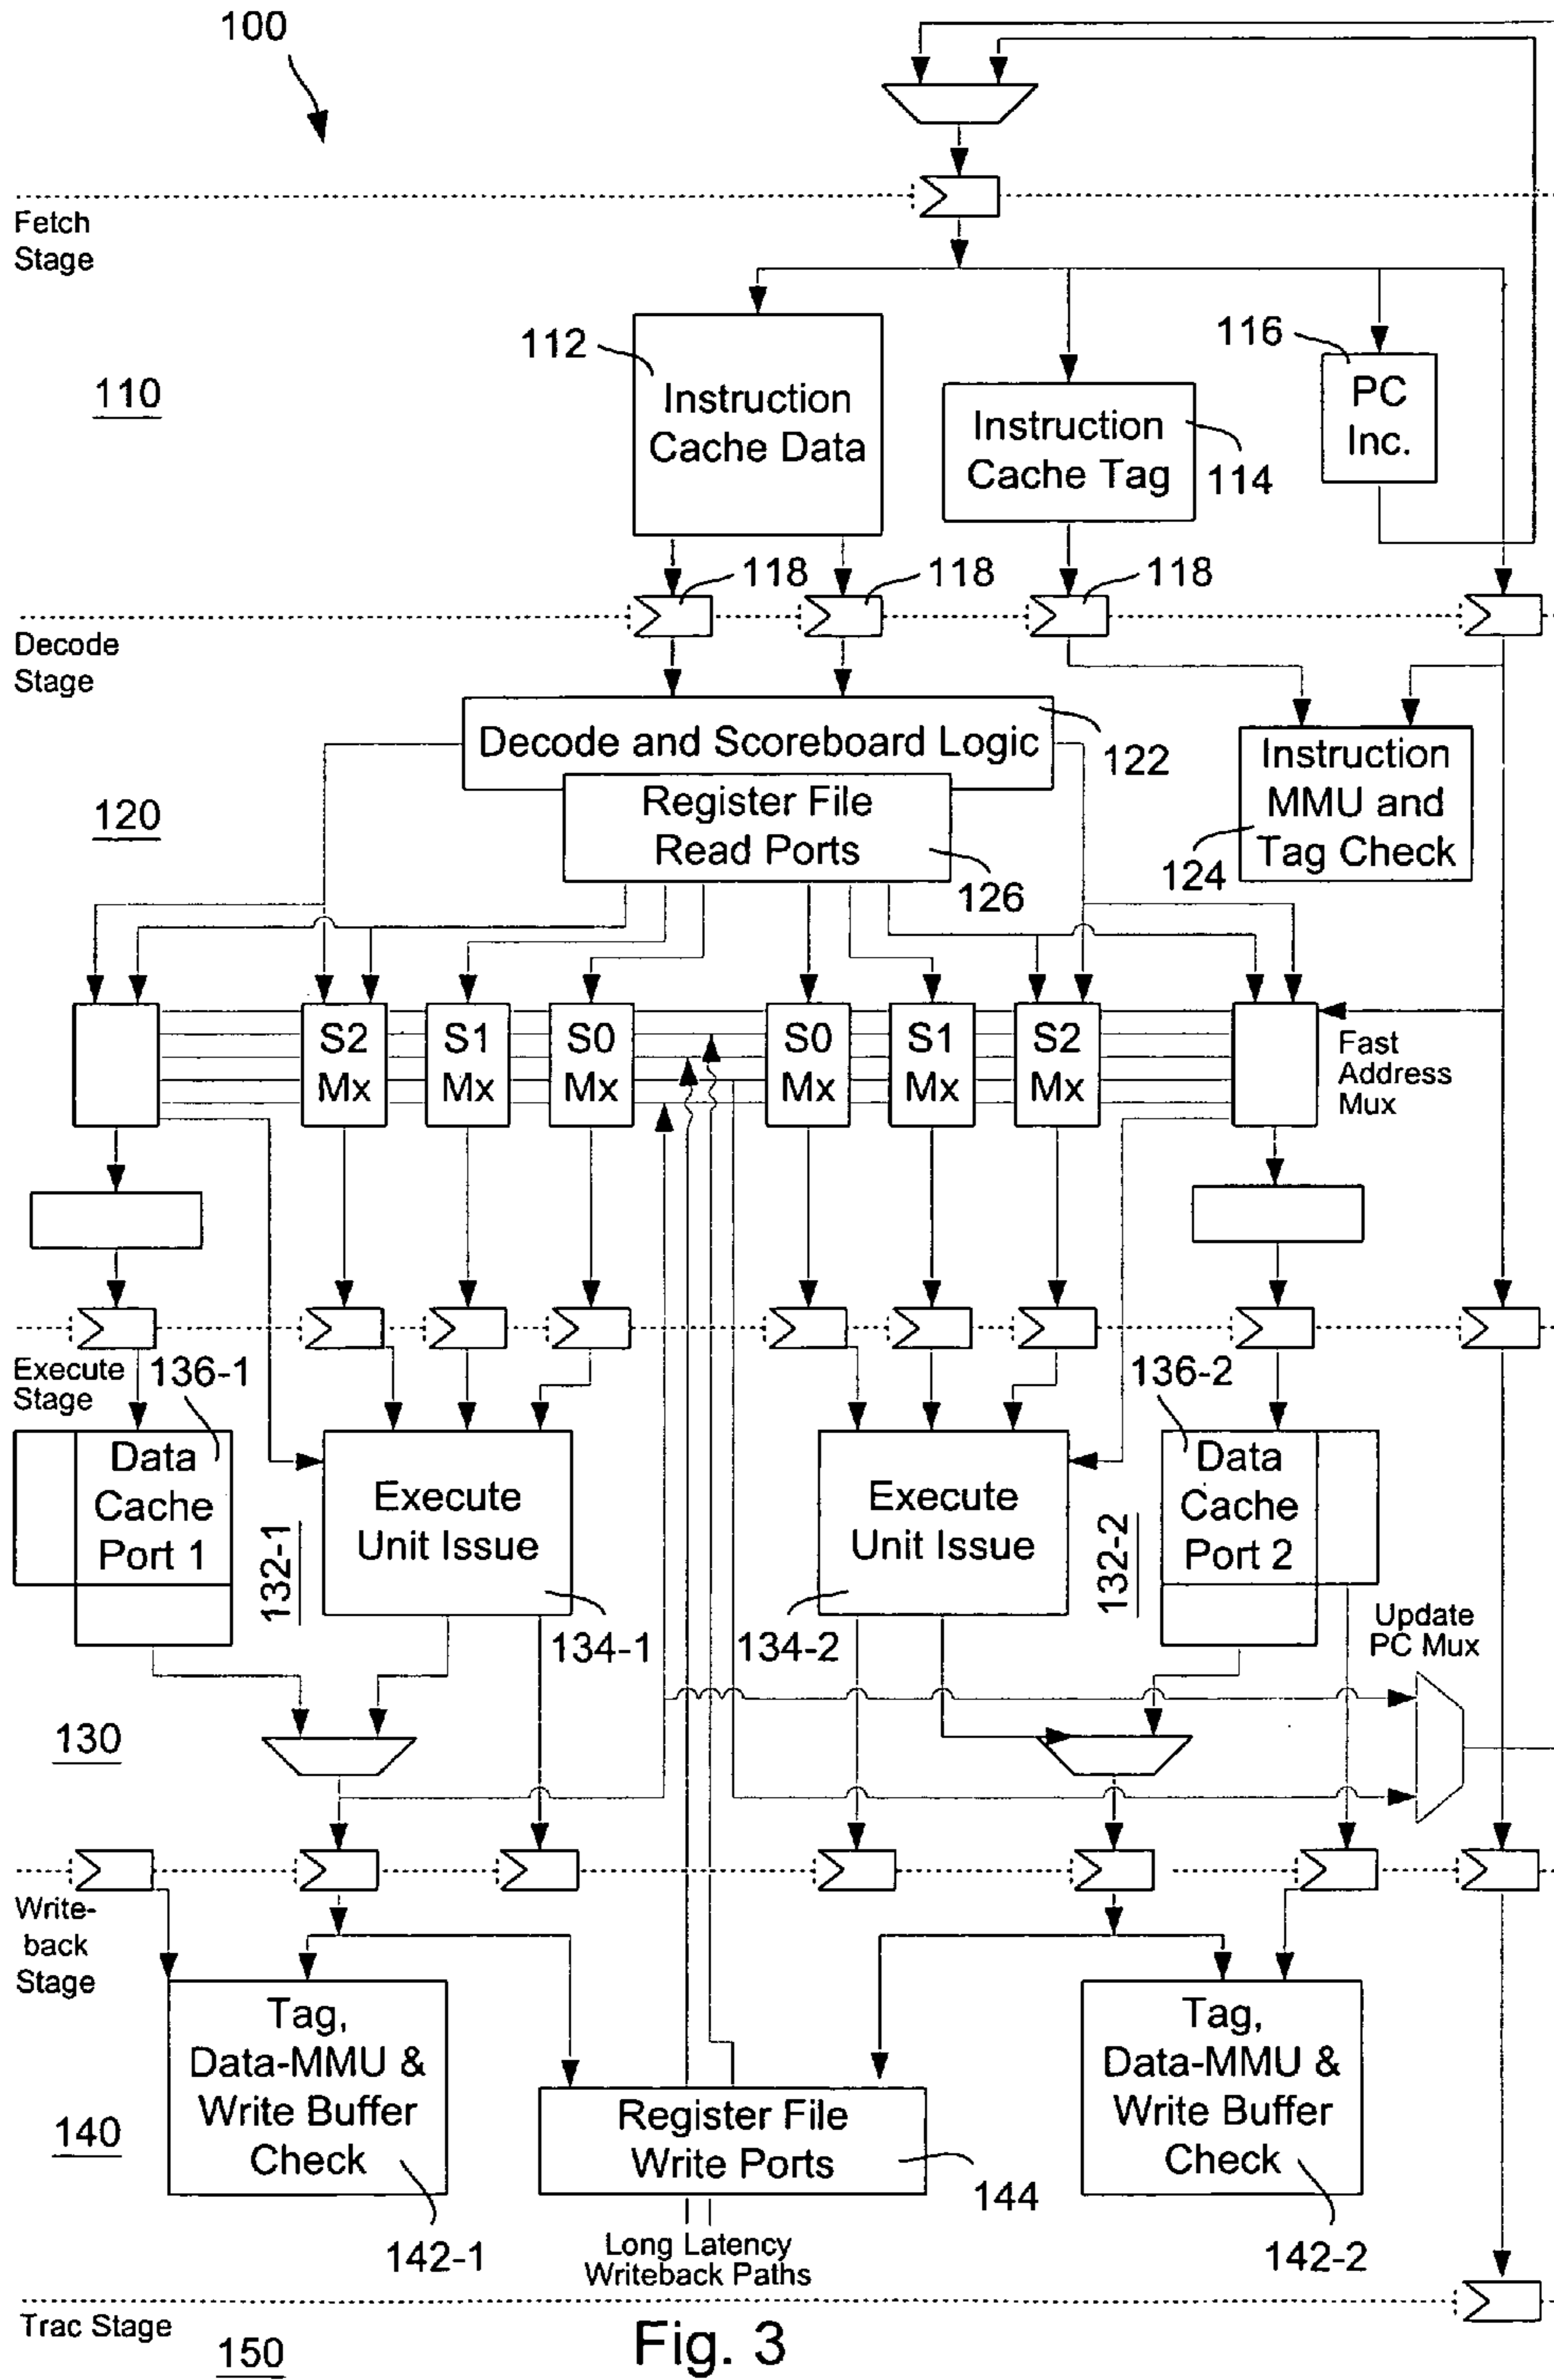 100
Fetch
Stage
112
Instruction
Cache Data
110
Instruction
Cache Tag
114
116
PC
Inc.
118
118
118
Decode
Stage
Decode and Scoreboard Logic
122
Register File
Read Ports
126
120
Instruction
MMU and
Tag Check
124
S2
Mx
S1
Mx
S0
Mx
S0
Mx
S1
Mx
S2
Mx
Fast
Address
Mux
Execute
Stage
136-1
136-2
Data
Cache
Port 1
132-1
Execute
Unit Issue
134-1
Execute
Unit Issue
134-2
132-2
Data
Cache
Port 2
Update
PC Mux
130
Write-
back
Stage
Tag,
Data-MMU &
Write Buffer
Check
142-1
Register File
Write Ports
144
Tag,
Data-MMU &
Write Buffer
Check
142-2
140
Long Latency
Writeback Paths
Trac Stage
150
Fig. 3